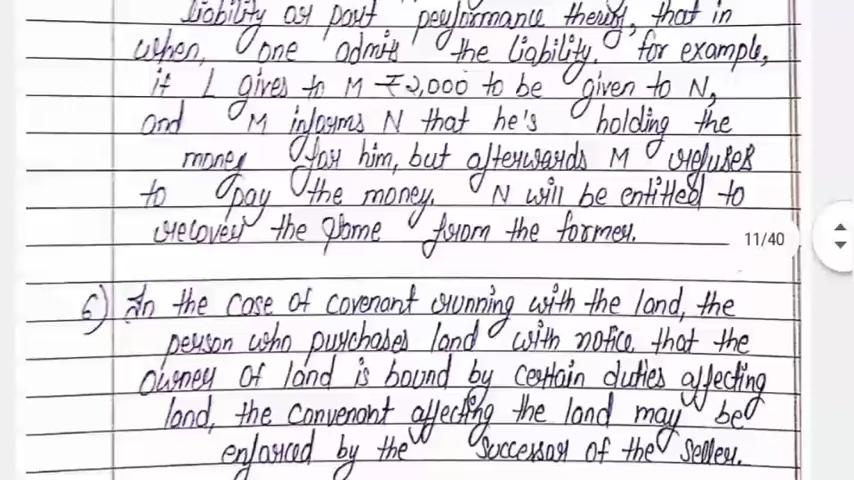 liability or part performance thereof, that in
when, one admits the liability. for example,
if L gives to M ₹2,000 to be given to N,
and M informs N that he's holding the
money for him, but afterwards M refuses
to pay the money. N will be entitled to
recover the same from the former.
11/40
6) In the case of covenant running with the land, the
person who purchases land with notice that the
owner of land is bound by certain duties affecting
land, the convenant affecting the land may be
enforced by the successor of the seller.